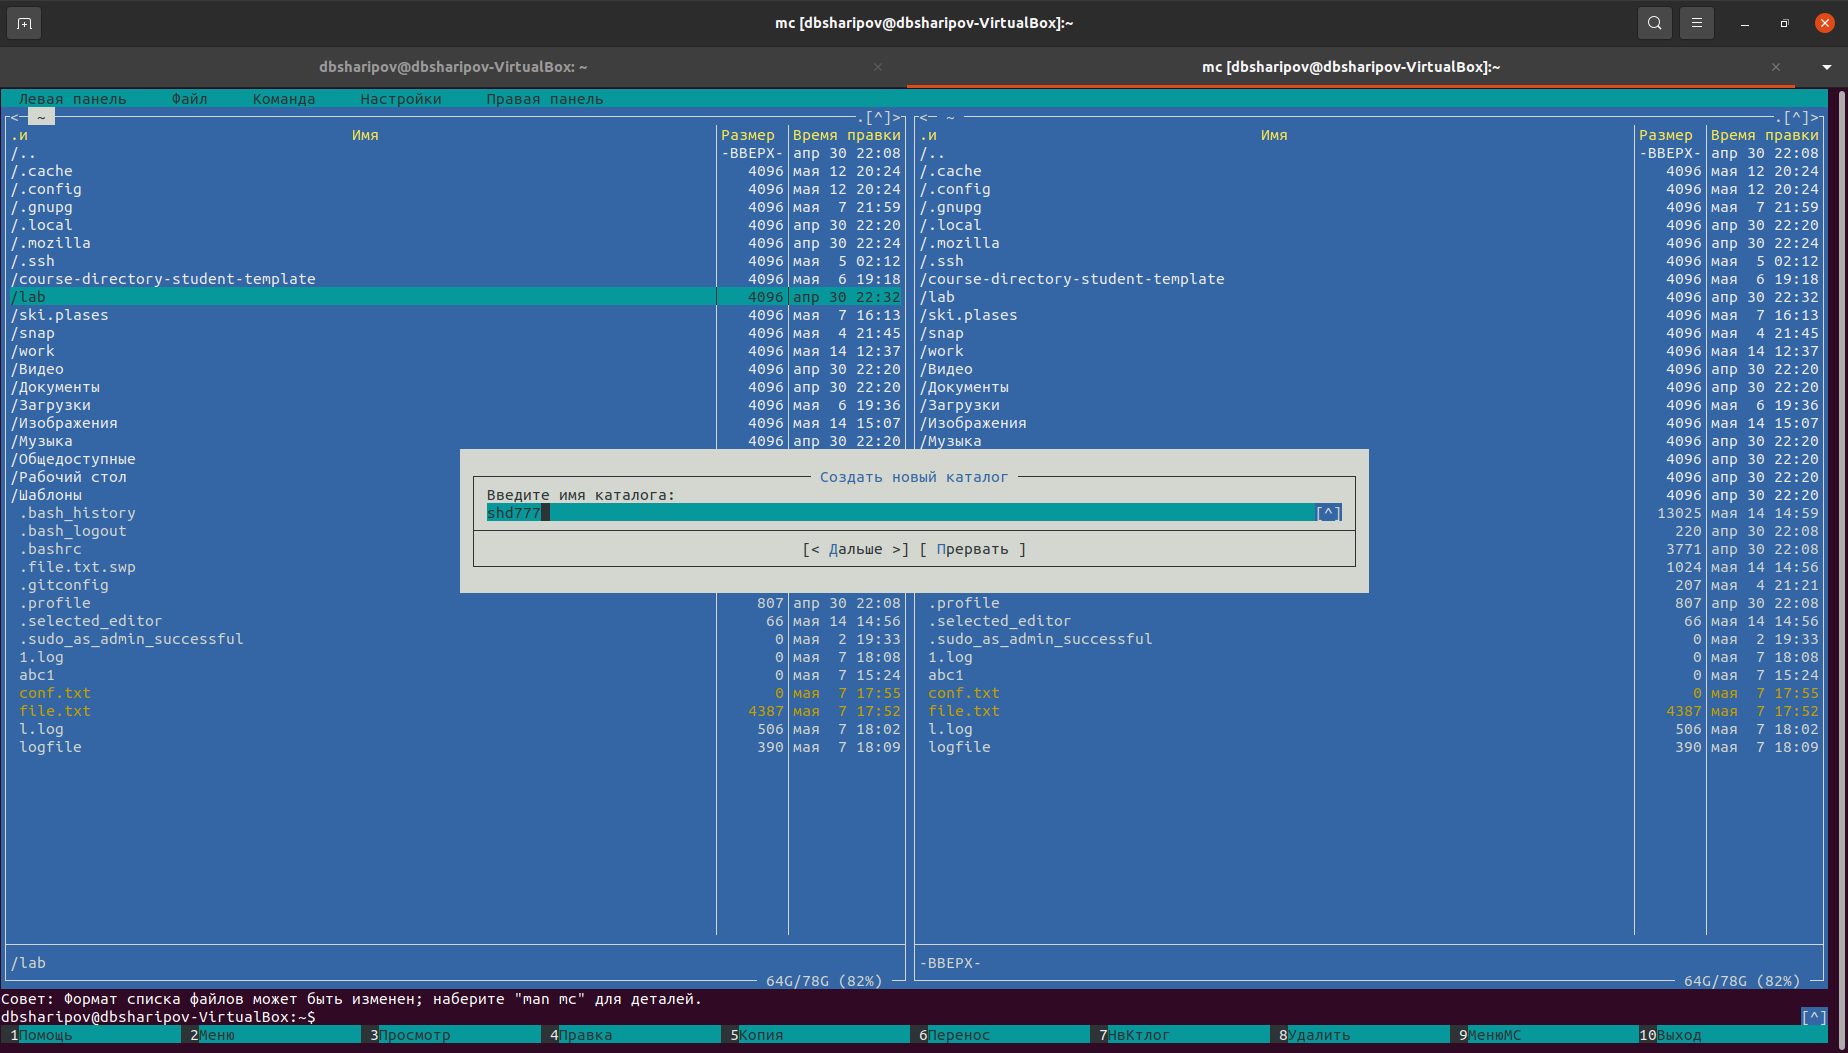 mc [dbsharipov@dbsharipov-VirtualBox]:~
dbsharipov@dbsharipov-VirtualBox: ~ mc [dbsharipov@dbsharipov-VirtualBox]:~
Левая панель Файл Команда Настройки Правая панель
<─ ~ .[^]> <─ ~ .[^]>
.и Имя Размер Время правки .и Имя Размер Время правки
/.. -ВВЕРХ- апр 30 22:08 /.. -ВВЕРХ- апр 30 22:08
/.cache 4096 мая 12 20:24 /.cache 4096 мая 12 20:24
/.config 4096 мая 12 20:24 /.config 4096 мая 12 20:24
/.gnupg 4096 мая 7 21:59 /.gnupg 4096 мая 7 21:59
/.local 4096 апр 30 22:20 /.local 4096 апр 30 22:20
/.mozilla 4096 апр 30 22:24 /.mozilla 4096 апр 30 22:24
/.ssh 4096 мая 5 02:12 /.ssh 4096 мая 5 02:12
/course-directory-student-template 4096 мая 6 19:18 /course-directory-student-template 4096 мая 6 19:18
/lab 4096 апр 30 22:32 /lab 4096 апр 30 22:32
/ski.plases 4096 мая 7 16:13 /ski.plases 4096 мая 7 16:13
/snap 4096 мая 4 21:45 /snap 4096 мая 4 21:45
/work 4096 мая 14 12:37 /work 4096 мая 14 12:37
/Видео 4096 апр 30 22:20 /Видео 4096 апр 30 22:20
/Документы 4096 апр 30 22:20 /Документы 4096 апр 30 22:20
/Загрузки 4096 мая 6 19:36 /Загрузки 4096 мая 6 19:36
/Изображения 4096 мая 14 15:07 /Изображения 4096 мая 14 15:07
/Музыка 4096 апр 30 22:20 /Музыка 4096 апр 30 22:20
/Общедоступные 4096 апр 30 22:20
/Рабочий стол Создать новый каталог 4096 апр 30 22:20
/Шаблоны Введите имя каталога: 4096 апр 30 22:20
.bash_history shd777 [^] 13025 мая 14 14:59
.bash_logout 220 апр 30 22:08
.bashrc [< Дальше >] [ Прервать ] 3771 апр 30 22:08
.file.txt.swp 1024 мая 14 14:56
.gitconfig 207 мая 4 21:21
.profile 807 апр 30 22:08 .profile 807 апр 30 22:08
.selected_editor 66 мая 14 14:56 .selected_editor 66 мая 14 14:56
.sudo_as_admin_successful 0 мая 2 19:33 .sudo_as_admin_successful 0 мая 2 19:33
1.log 0 мая 7 18:08 1.log 0 мая 7 18:08
abc1 0 мая 7 15:24 abc1 0 мая 7 15:24
conf.txt 0 мая 7 17:55 conf.txt 0 мая 7 17:55
file.txt 4387 мая 7 17:52 file.txt 4387 мая 7 17:52
l.log 506 мая 7 18:02 l.log 506 мая 7 18:02
logfile 390 мая 7 18:09 logfile 390 мая 7 18:09
/lab -ВВЕРХ-
64G/78G (82%) 64G/78G (82%)
Совет: Формат списка файлов может быть изменен; наберите "man mc" для деталей.
dbsharipov@dbsharipov-VirtualBox:~$ [^]
1Помощь 2Меню 3Просмотр 4Правка 5Копия 6Перенос 7НвКтлог 8Удалить 9МенюМС 10Выход